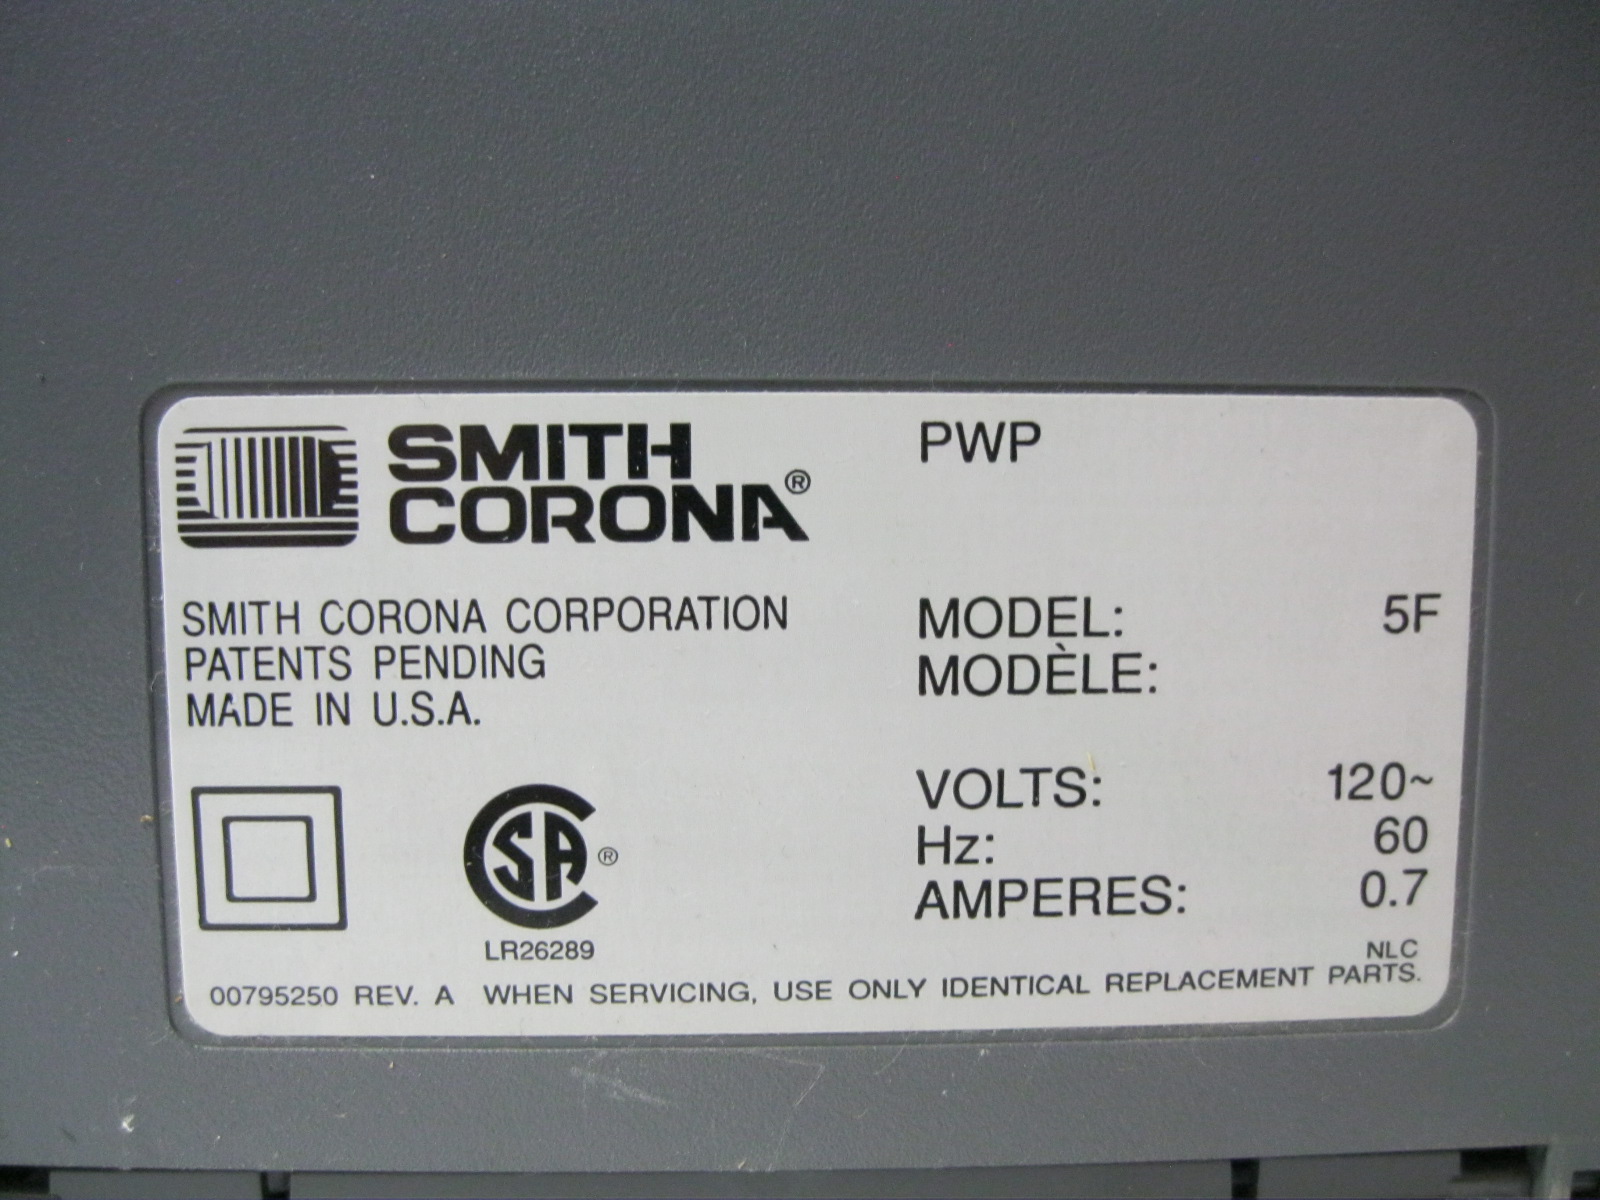 SMITH
CORONA®
PWP
SMITH CORONA CORPORATION
PATENTS PENDING
MADE IN U.S.A.
MODEL: 5F
MODÈLE:
VOLTS: 120~
Hz: 60
AMPERES: 0.7
CSA®
LR26289
NLC
00795250 REV. A WHEN SERVICING, USE ONLY IDENTICAL REPLACEMENT PARTS.